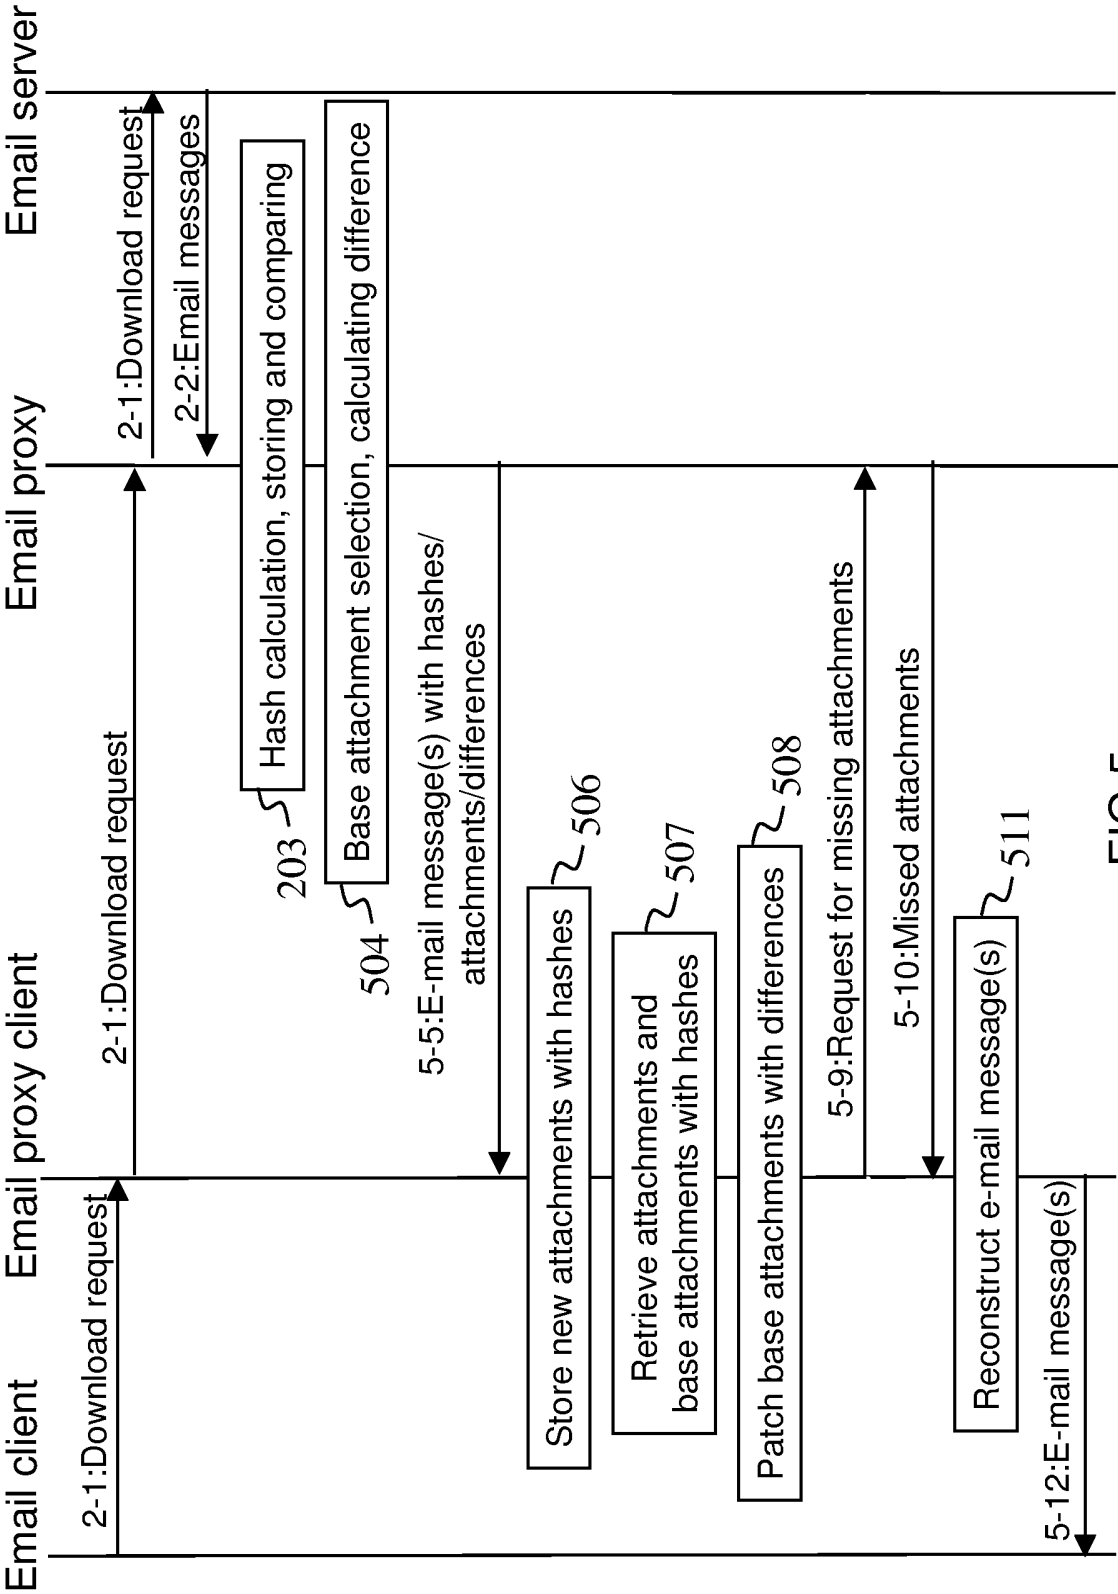 Email client
Email proxy client
Email proxy
Email server
2-1:Download request
2-1:Download request
2-1:Download request
2-2:Email messages
Hash calculation, storing and comparing
203
Base attachment selection, calculating difference
504
5-5:E-mail message(s) with hashes/
attachments/differences
Store new attachments with hashes
506
Retrieve attachments and
base attachments with hashes
507
Patch base attachments with differences
508
5-9:Request for missing attachments
5-10:Missed attachments
Reconstruct e-mail message(s)
511
5-12:E-mail message(s)